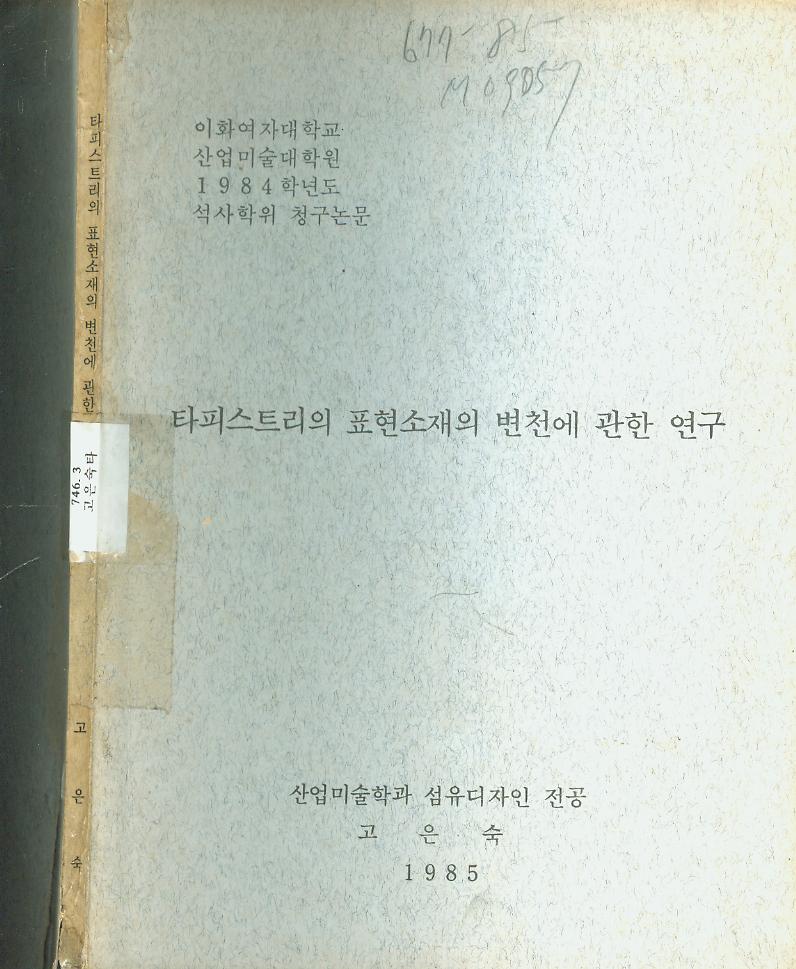 677-815
M0985ㄱ
이화여자대학교
산업미술대학원
1984학년도
석사학위 청구논문
타피스트리의 표현소재의 변천에 관한 연구
산업미술학과 섬유디자인 전공
고 은 숙
1985
타피스트리의 표현소재의 변천에 관한
746.3
고은숙타
고 은 숙